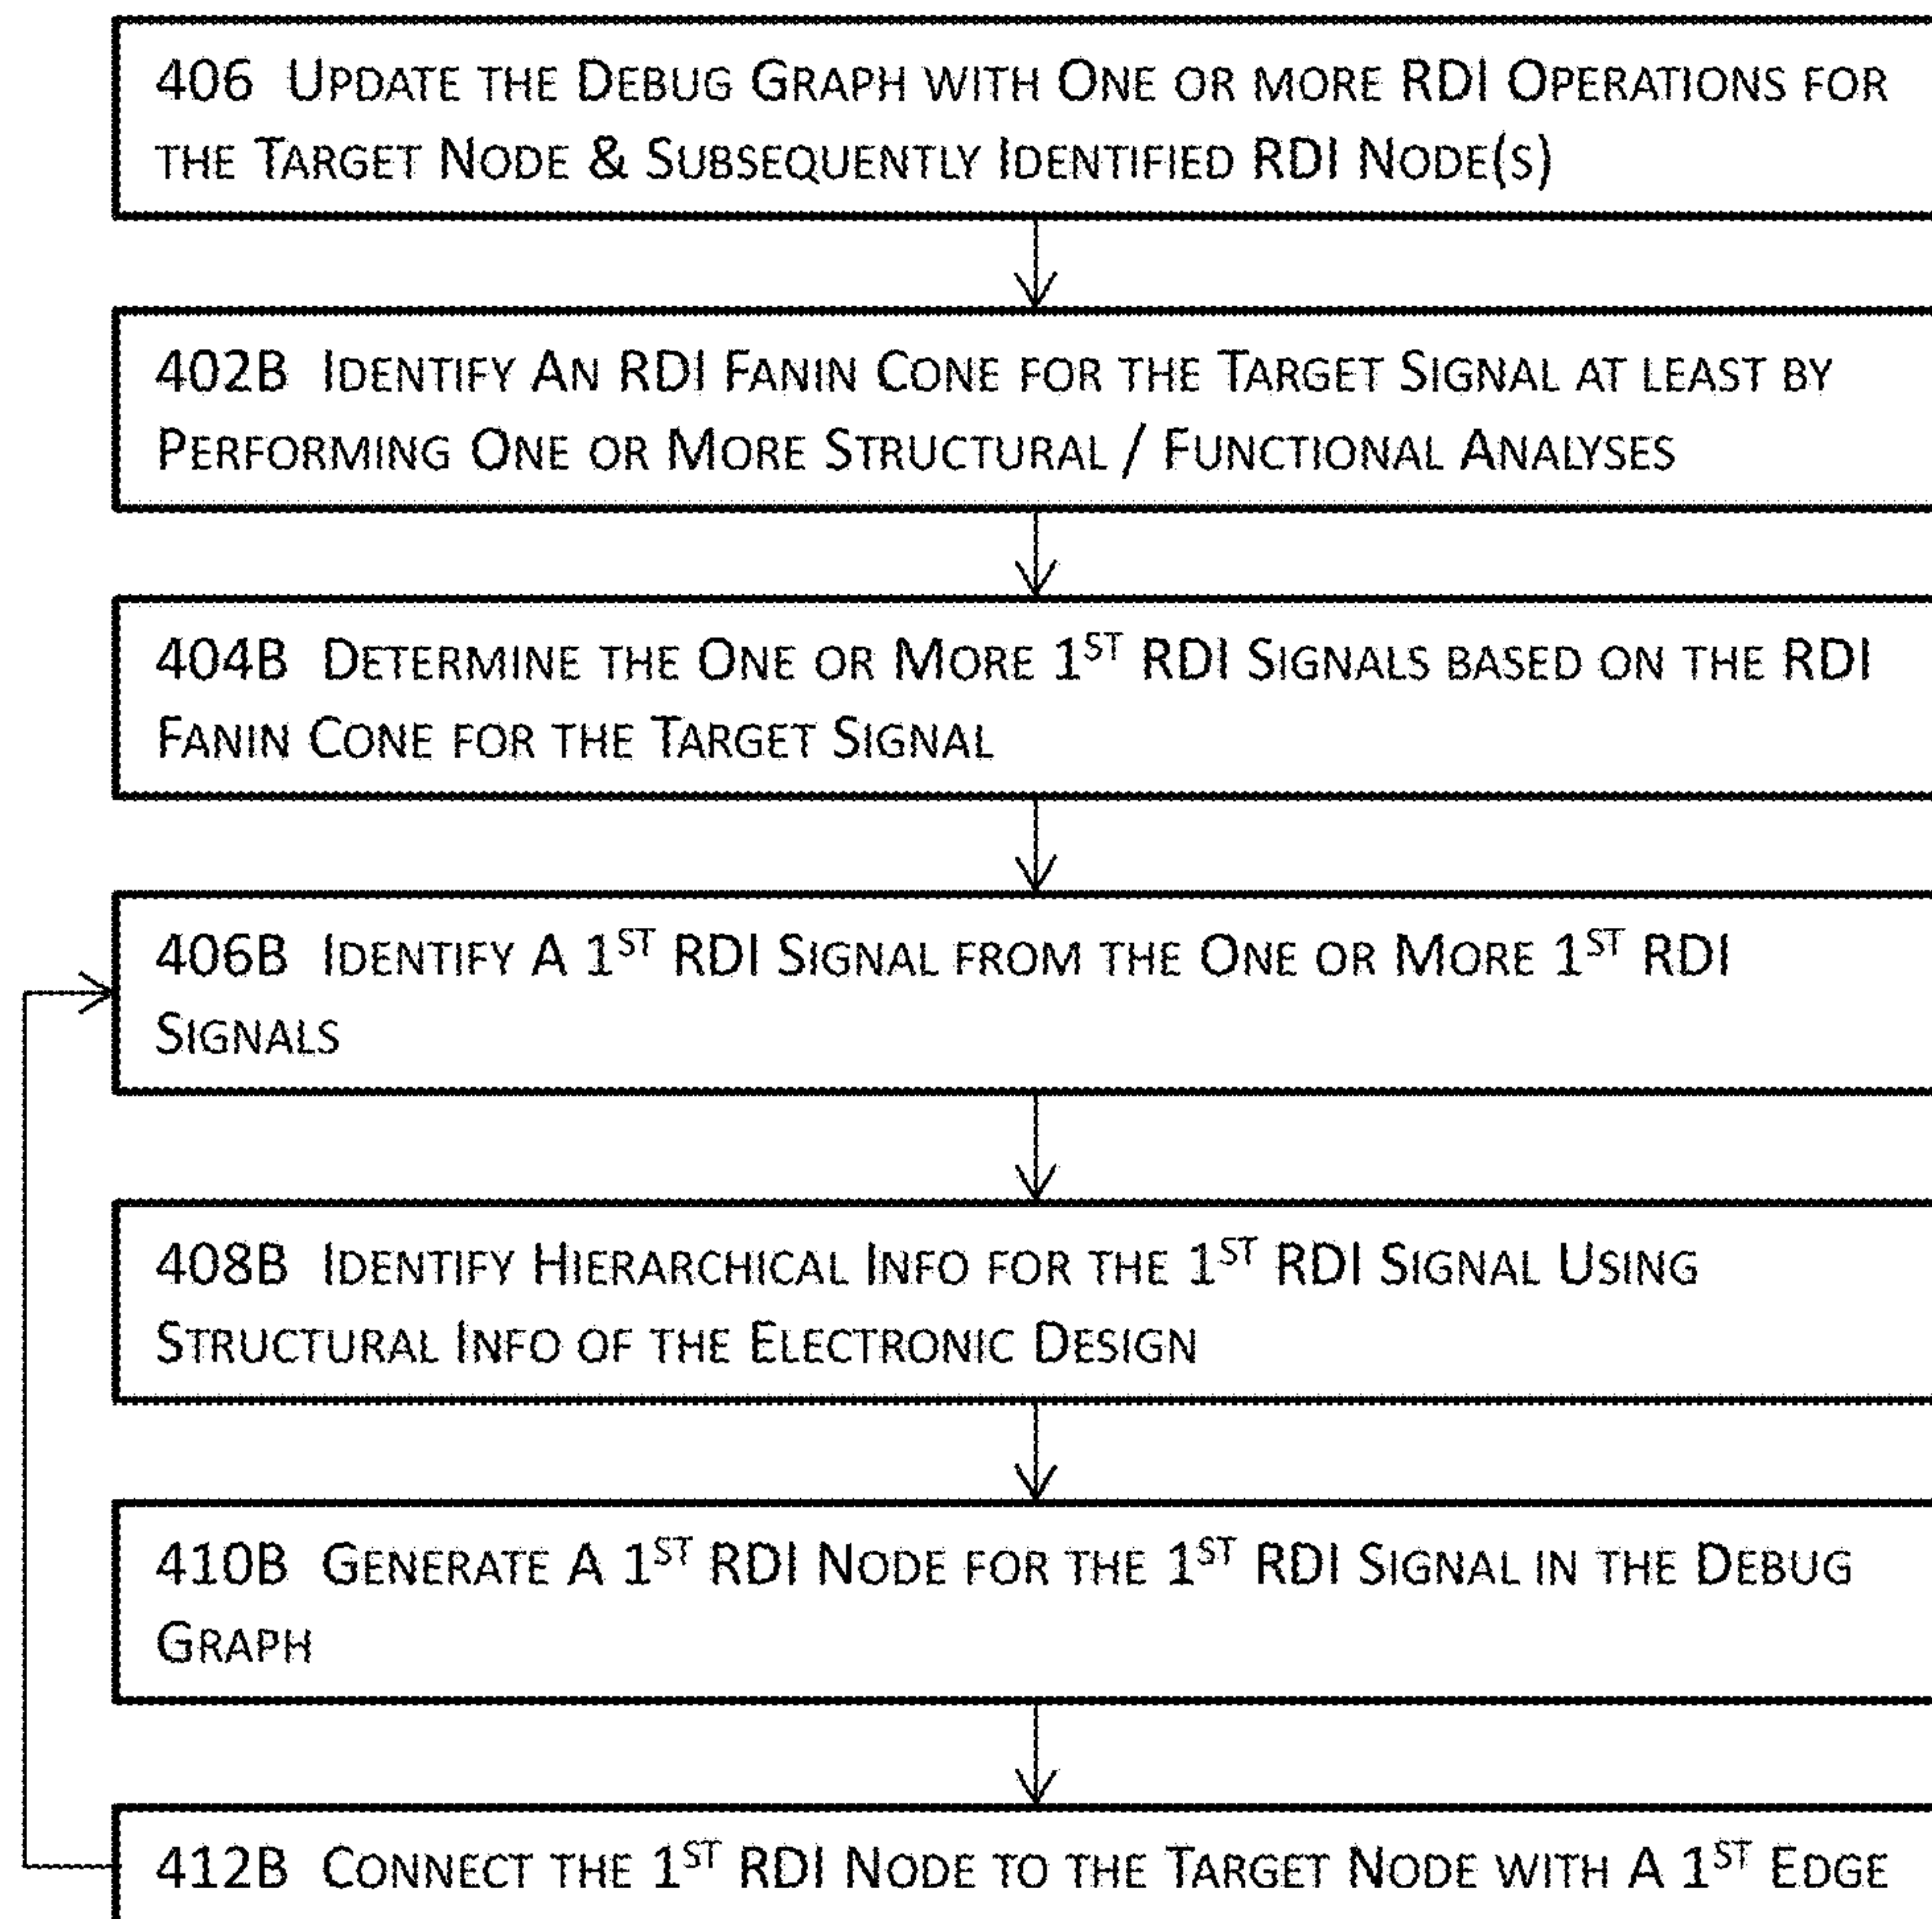 406 UPDATE THE DEBUG GRAPH WITH ONE OR MORE RDI OPERATIONS FOR
THE TARGET NODE & SUBSEQUENTLY IDENTIFIED RDI NODE(S)
402B IDENTIFY AN RDI FANIN CONE FOR THE TARGET SIGNAL AT LEAST BY
PERFORMING ONE OR MORE STRUCTURAL / FUNCTIONAL ANALYSES
404B DETERMINE THE ONE OR MORE 1ST RDI SIGNALS BASED ON THE RDI
FANIN CONE FOR THE TARGET SIGNAL
406B IDENTIFY A 1ST RDI SIGNAL FROM THE ONE OR MORE 1ST RDI
SIGNALS
408B IDENTIFY HIERARCHICAL INFO FOR THE 1ST RDI SIGNAL USING
STRUCTURAL INFO OF THE ELECTRONIC DESIGN
410B GENERATE A 1ST RDI NODE FOR THE 1ST RDI SIGNAL IN THE DEBUG
GRAPH
412B CONNECT THE 1ST RDI NODE TO THE TARGET NODE WITH A 1ST EDGE